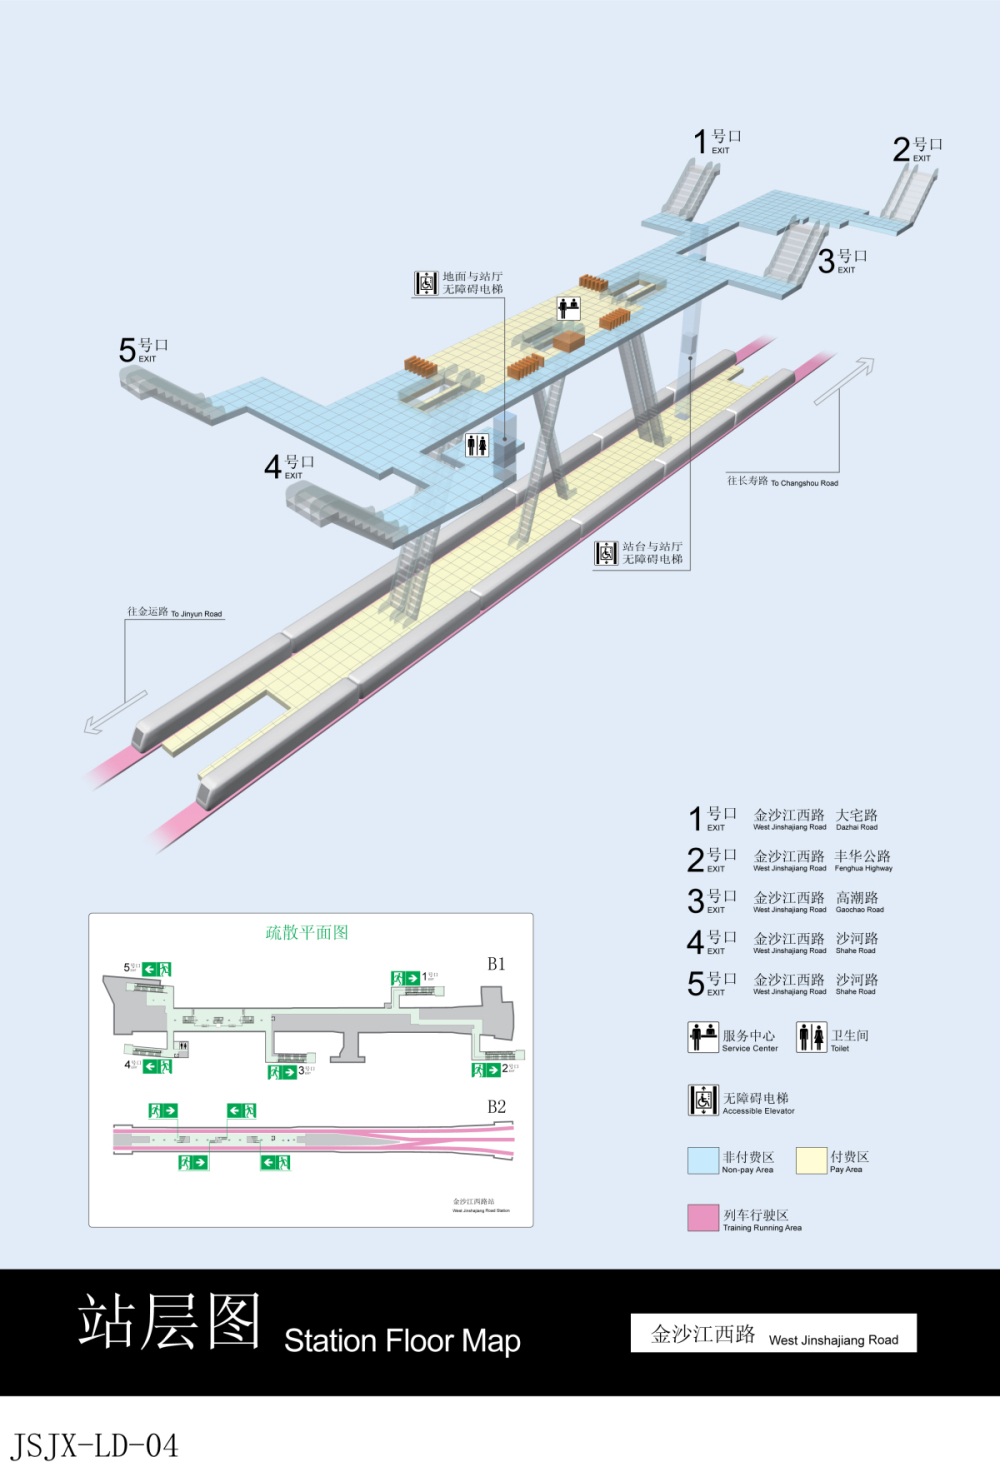 1号口
EXIT
2号口
EXIT
3号口
EXIT
地面与站厅
无障碍电梯
5号口
EXIT
4号口
EXIT
往长寿路 To Changshou Road
站台与站厅
无障碍电梯
往金运路 To Jinyun Road
1号口 金沙江西路 大宅路
EXIT West Jinshajiang Road Dazhai Road
2号口 金沙江西路 丰华公路
EXIT West Jinshajiang Road Fenghua Highway
3号口 金沙江西路 高潮路
EXIT West Jinshajiang Road Gaochao Road
4号口 金沙江西路 沙河路
EXIT West Jinshajiang Road Shahe Road
5号口 金沙江西路 沙河路
EXIT West Jinshajiang Road Shahe Road
服务中心
Service Center
卫生间
Toilet
无障碍电梯
Accessible Elevator
非付费区
Non-pay Area
付费区
Pay Area
列车行驶区
Training Running Area
疏散平面图
B1
5号口
1号口
4号口
3号口
2号口
B2
金沙江西路站
West Jinshajiang Road Station
站层图 Station Floor Map
金沙江西路 West Jinshajiang Road
JSJX-LD-04